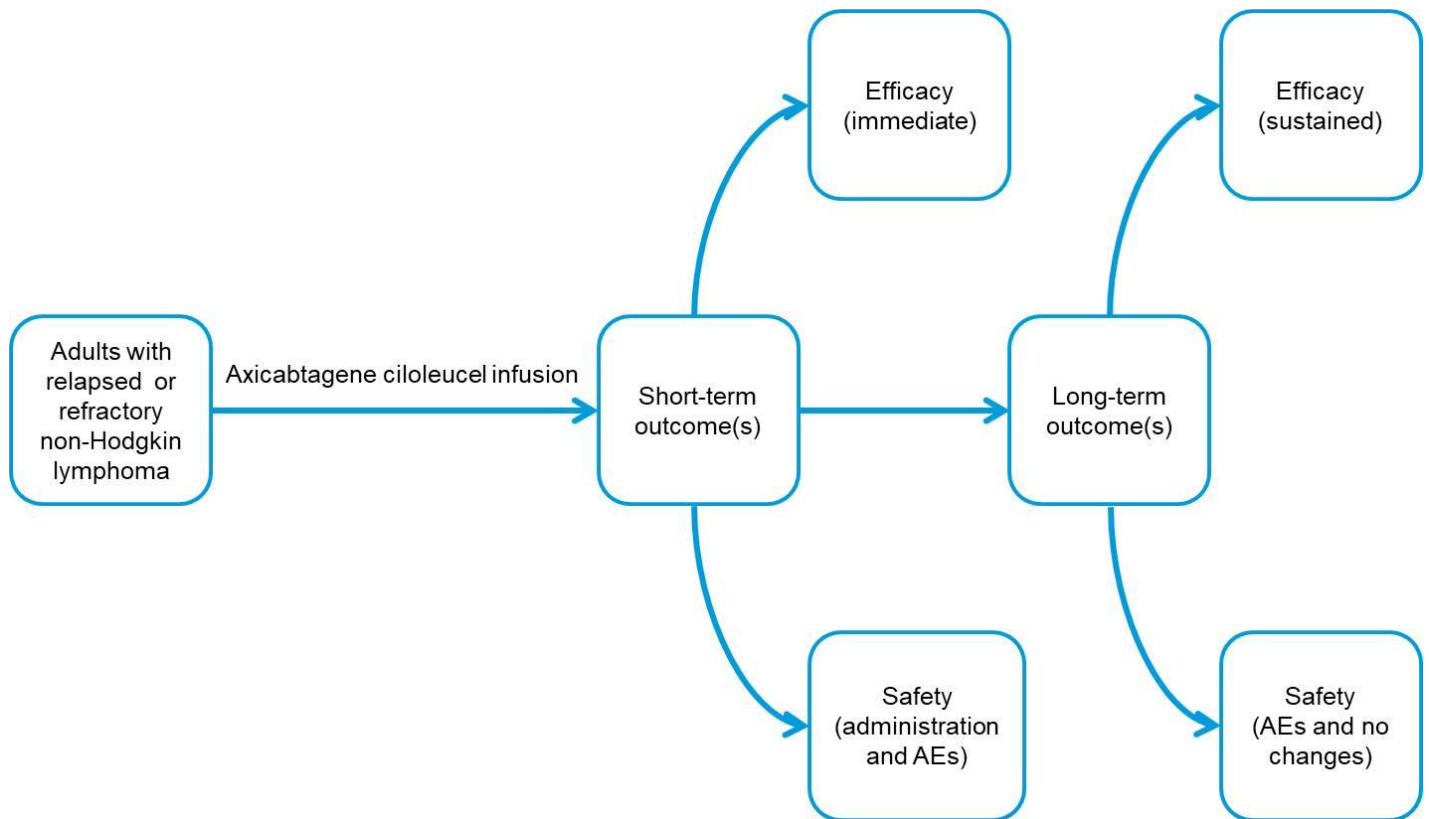 Efficacy
(immediate)
Efficacy
(sustained)
Adults with
relapsed or
refractory
non-Hodgkin
lymphoma
Axicabtagene ciloleucel infusion
Short-term
outcome(s)
Long-term
outcome(s)
Safety
(administration
and AEs)
Safety
(AEs and no
changes)